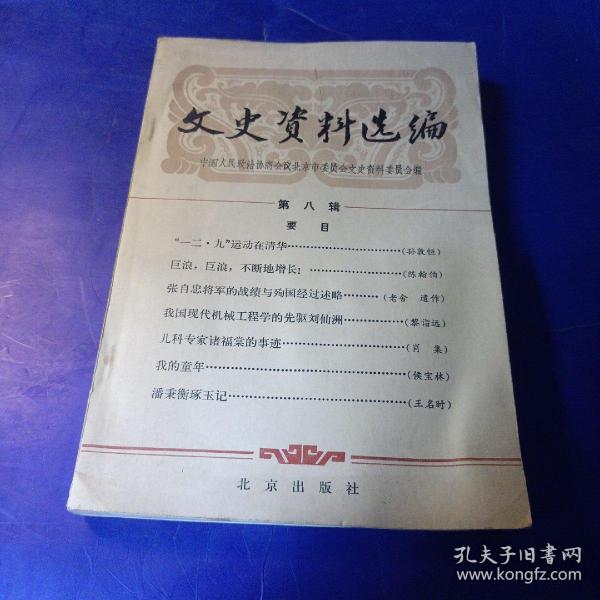 文史资料选编
中国人民政治协商会议北京市委员会文史资料委员会编
第八辑
要目
“一二·九”运动在清华……………………(孙敦恒)
巨浪，巨浪，不断地增长！………………(陈翰伯)
张自忠将军的战绩与殉国经过述略………(老舍 遗作)
我国现代机械工程学的先驱刘仙洲…………(黎诣远)
儿科专家诸福棠的事迹……………………(肖集)
我的童年……………………………………(侯宝林)
潘秉衡琢玉记………………………………(王名时)
北京出版社
孔夫子旧书网
www.kongfz.com